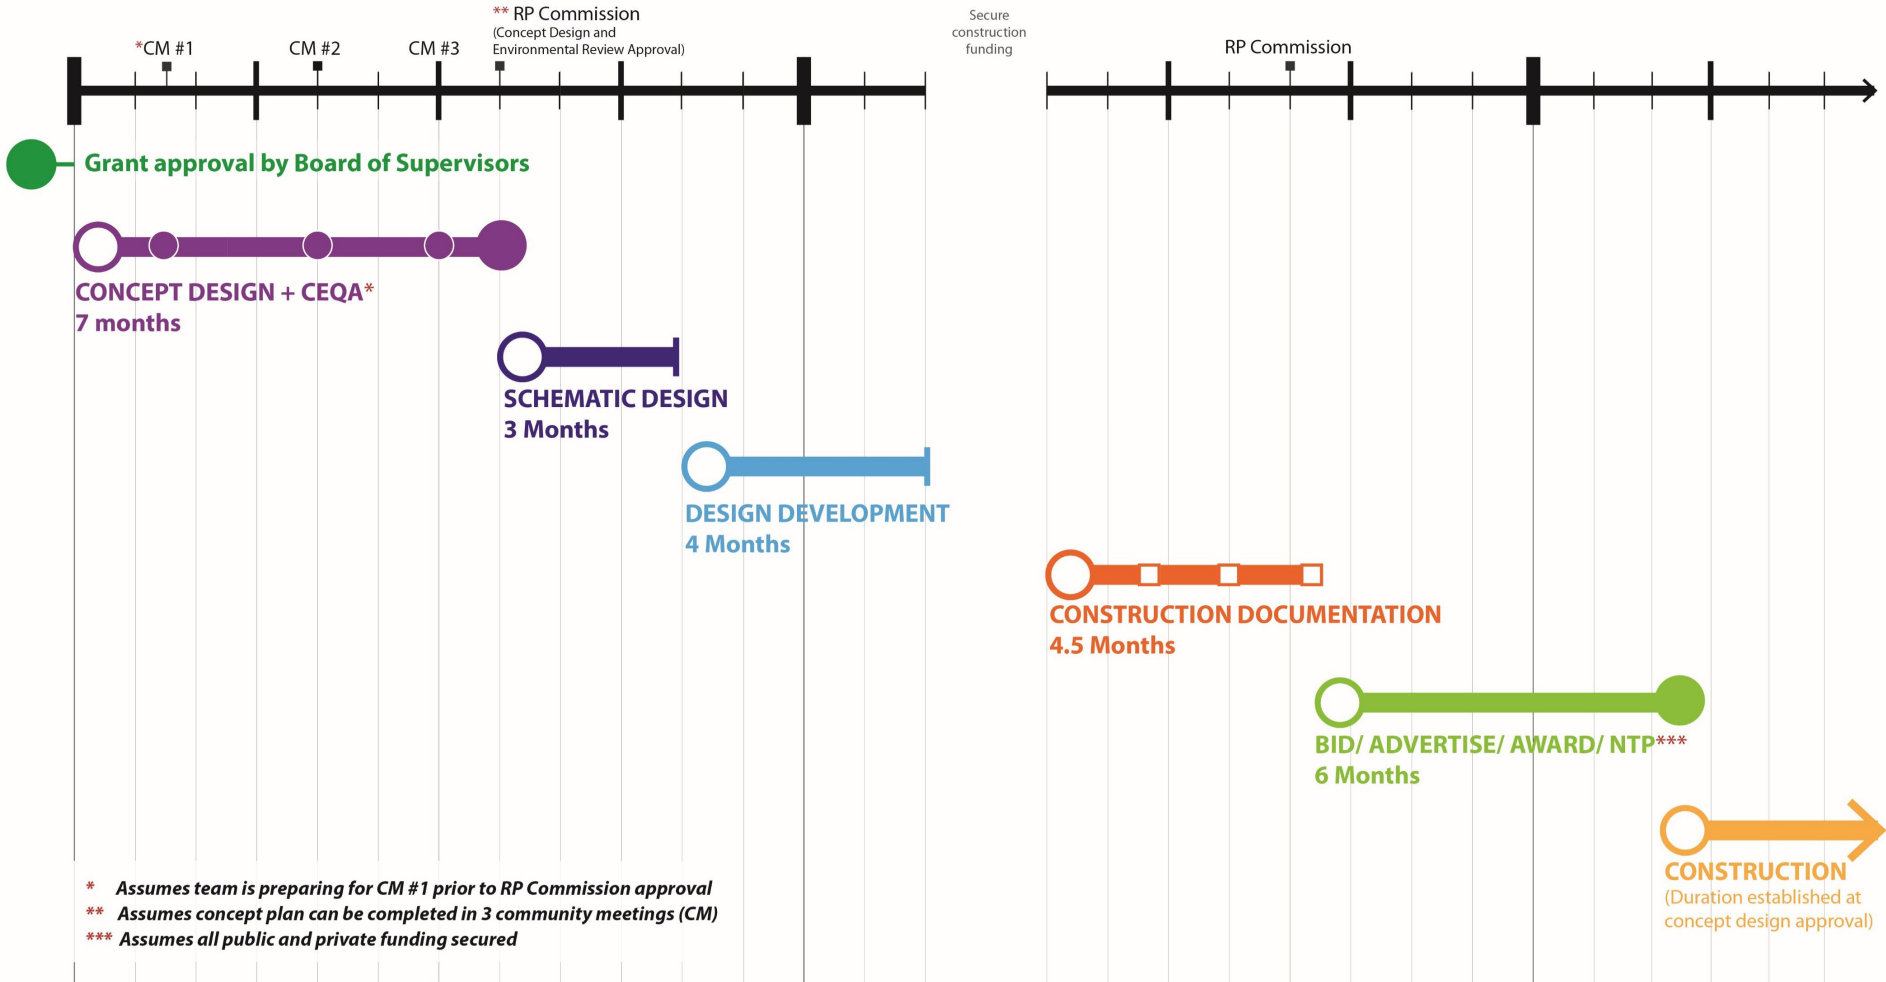 *CM #1
CM #2
CM #3
** RP Commission
(Concept Design and
Environmental Review Approval)
Secure
construction
funding
RP Commission
Grant approval by Board of Supervisors
CONCEPT DESIGN + CEQA*
7 months
SCHEMATIC DESIGN
3 Months
DESIGN DEVELOPMENT
4 Months
CONSTRUCTION DOCUMENTATION
4.5 Months
BID/ ADVERTISE/ AWARD/ NTP***
6 Months
CONSTRUCTION
(Duration established at
concept design approval)
* Assumes team is preparing for CM #1 prior to RP Commission approval
** Assumes concept plan can be completed in 3 community meetings (CM)
*** Assumes all public and private funding secured